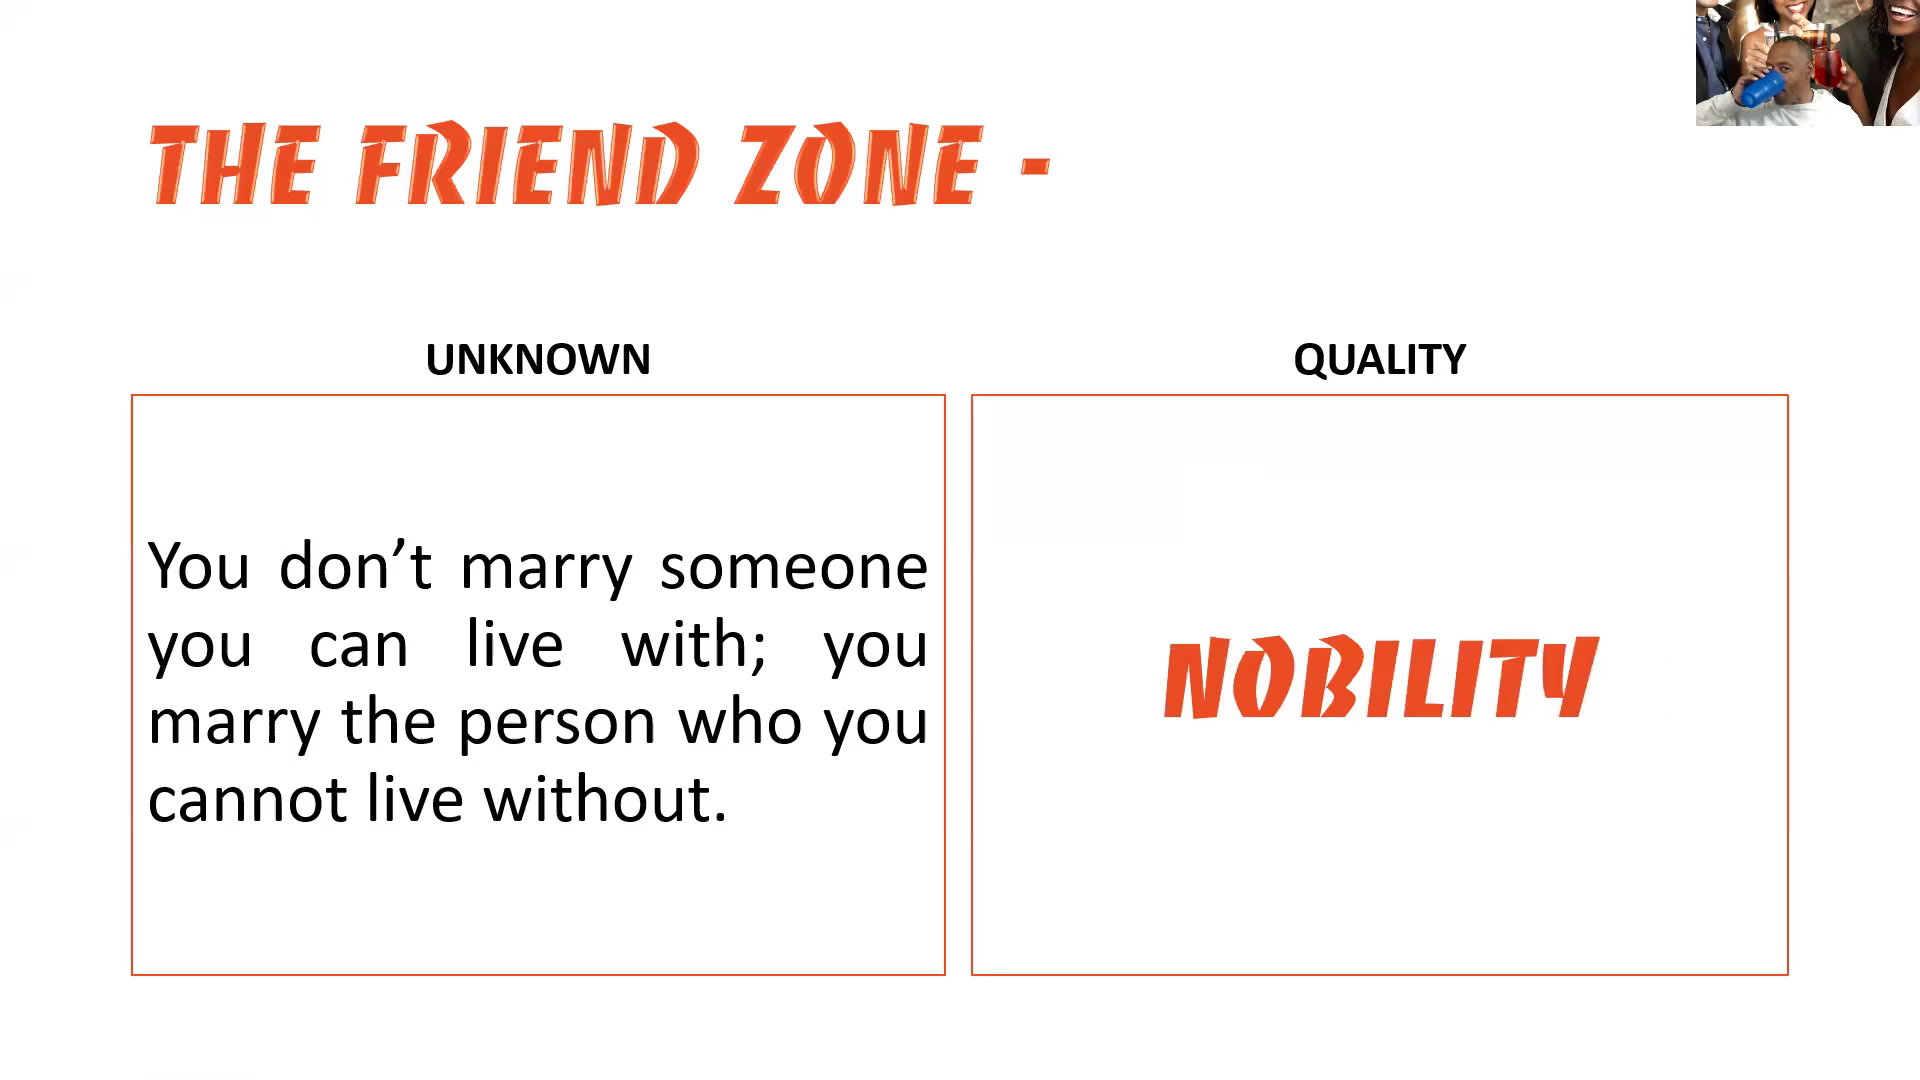 THE FRIEND ZONE -
UNKNOWN
QUALITY
You don’t marry someone
you can live with; you
marry the person who you
cannot live without.
NOBILITY